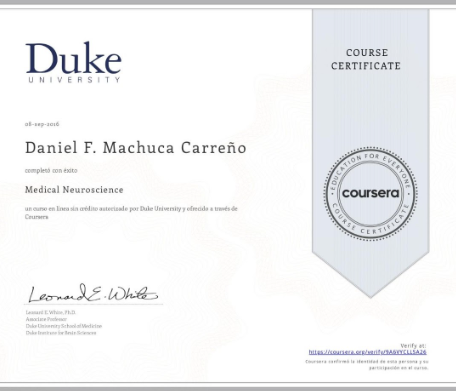 Duke
UNIVERSITY
COURSE
CERTIFICATE
08-sep-2016
Daniel F. Machuca Carreño
completó con éxito
Medical Neuroscience
un curso en línea sin crédito autorizado por Duke University y ofrecido a través de
Coursera
EDUCATION FOR EVERYONE
coursera
COURSE CERTIFICATE
Leonard E. White
Leonard E. White, Ph.D.
Associate Professor
Duke University School of Medicine
Duke Institute for Brain Sciences
Verify at:
https://coursera.org/verify/9A6VYCLLSA26
Coursera confirmó la identidad de esta persona y su
participación en el curso.